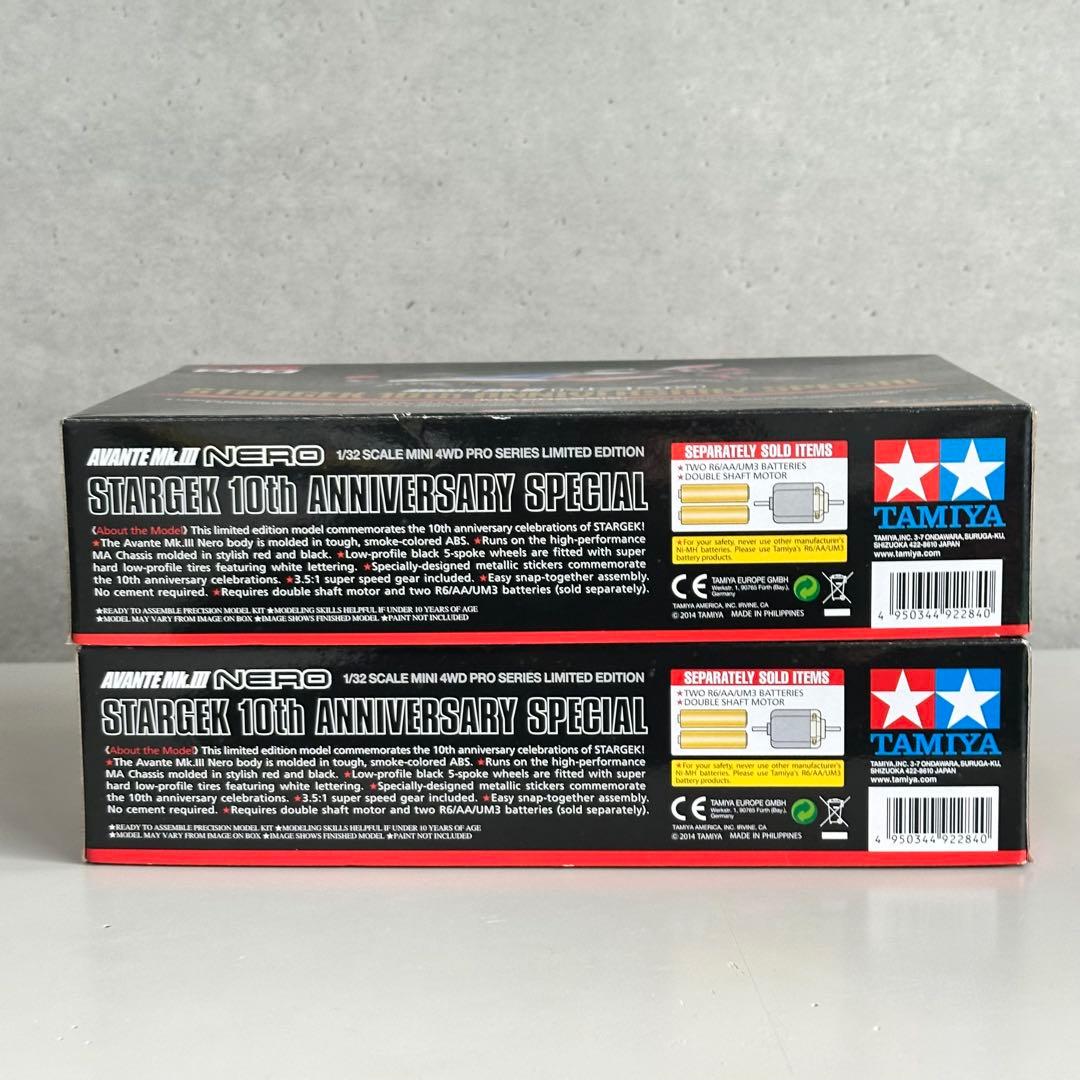 STARGEK 10th ANNIVERSARY SPECIAL
AVANTE Mk.III NERO 1/32 SCALE MINI 4WD PRO SERIES LIMITED EDITION
STARGEK 10th ANNIVERSARY SPECIAL
《About the Model》 This limited edition model commemorates the 10th anniversary celebrations of STARGEK!
★The Avante Mk.III Nero body is molded in tough, smoke-colored ABS. ★Runs on the high-performance
MA Chassis molded in stylish red and black. ★Low-profile black 5-spoke wheels are fitted with super
hard low-profile tires featuring white lettering. ★Specially-designed metallic stickers commemorate
the 10th anniversary celebrations. ★3.5:1 super speed gear included. ★Easy snap-together assembly.
No cement required. ★Requires double shaft motor and two R6/AA/UM3 batteries (sold separately).
★READY TO ASSEMBLE PRECISION MODEL KIT ★MODELING SKILLS HELPFUL IF UNDER 10 YEARS OF AGE
★MODEL MAY VARY FROM IMAGE ON BOX ★IMAGE SHOWS FINISHED MODEL ★PAINT NOT INCLUDED
SEPARATELY SOLD ITEMS
★TWO R6/AA/UM3 BATTERIES
★DOUBLE SHAFT MOTOR
★For your safety, never use other manufacturer's
Ni-MH batteries. Please use Tamiya's R6/AA/UM3
battery products.
CE TAMIYA EUROPE GMBH
Werkstr. 1, 90765 Fürth (Bay.),
Germany
TAMIYA AMERICA, INC. IRVINE, CA
© 2014 TAMIYA MADE IN PHILIPPINES
TAMIYA
TAMIYA,INC. 3-7 ONDAWARA, SURUGA-KU,
SHIZUOKA 422-8610 JAPAN
www.tamiya.com
4 950344 922840
AVANTE Mk.III NERO 1/32 SCALE MINI 4WD PRO SERIES LIMITED EDITION
STARGEK 10th ANNIVERSARY SPECIAL
《About the Model》 This limited edition model commemorates the 10th anniversary celebrations of STARGEK!
★The Avante Mk.III Nero body is molded in tough, smoke-colored ABS. ★Runs on the high-performance
MA Chassis molded in stylish red and black. ★Low-profile black 5-spoke wheels are fitted with super
hard low-profile tires featuring white lettering. ★Specially-designed metallic stickers commemorate
the 10th anniversary celebrations. ★3.5:1 super speed gear included. ★Easy snap-together assembly.
No cement required. ★Requires double shaft motor and two R6/AA/UM3 batteries (sold separately).
★READY TO ASSEMBLE PRECISION MODEL KIT ★MODELING SKILLS HELPFUL IF UNDER 10 YEARS OF AGE
★MODEL MAY VARY FROM IMAGE ON BOX ★IMAGE SHOWS FINISHED MODEL ★PAINT NOT INCLUDED
SEPARATELY SOLD ITEMS
★TWO R6/AA/UM3 BATTERIES
★DOUBLE SHAFT MOTOR
★For your safety, never use other manufacturer's
Ni-MH batteries. Please use Tamiya's R6/AA/UM3
battery products.
CE TAMIYA EUROPE GMBH
Werkstr. 1, 90765 Fürth (Bay.),
Germany
TAMIYA AMERICA, INC. IRVINE, CA
© 2014 TAMIYA MADE IN PHILIPPINES
TAMIYA
TAMIYA,INC. 3-7 ONDAWARA, SURUGA-KU,
SHIZUOKA 422-8610 JAPAN
www.tamiya.com
4 950344 922840